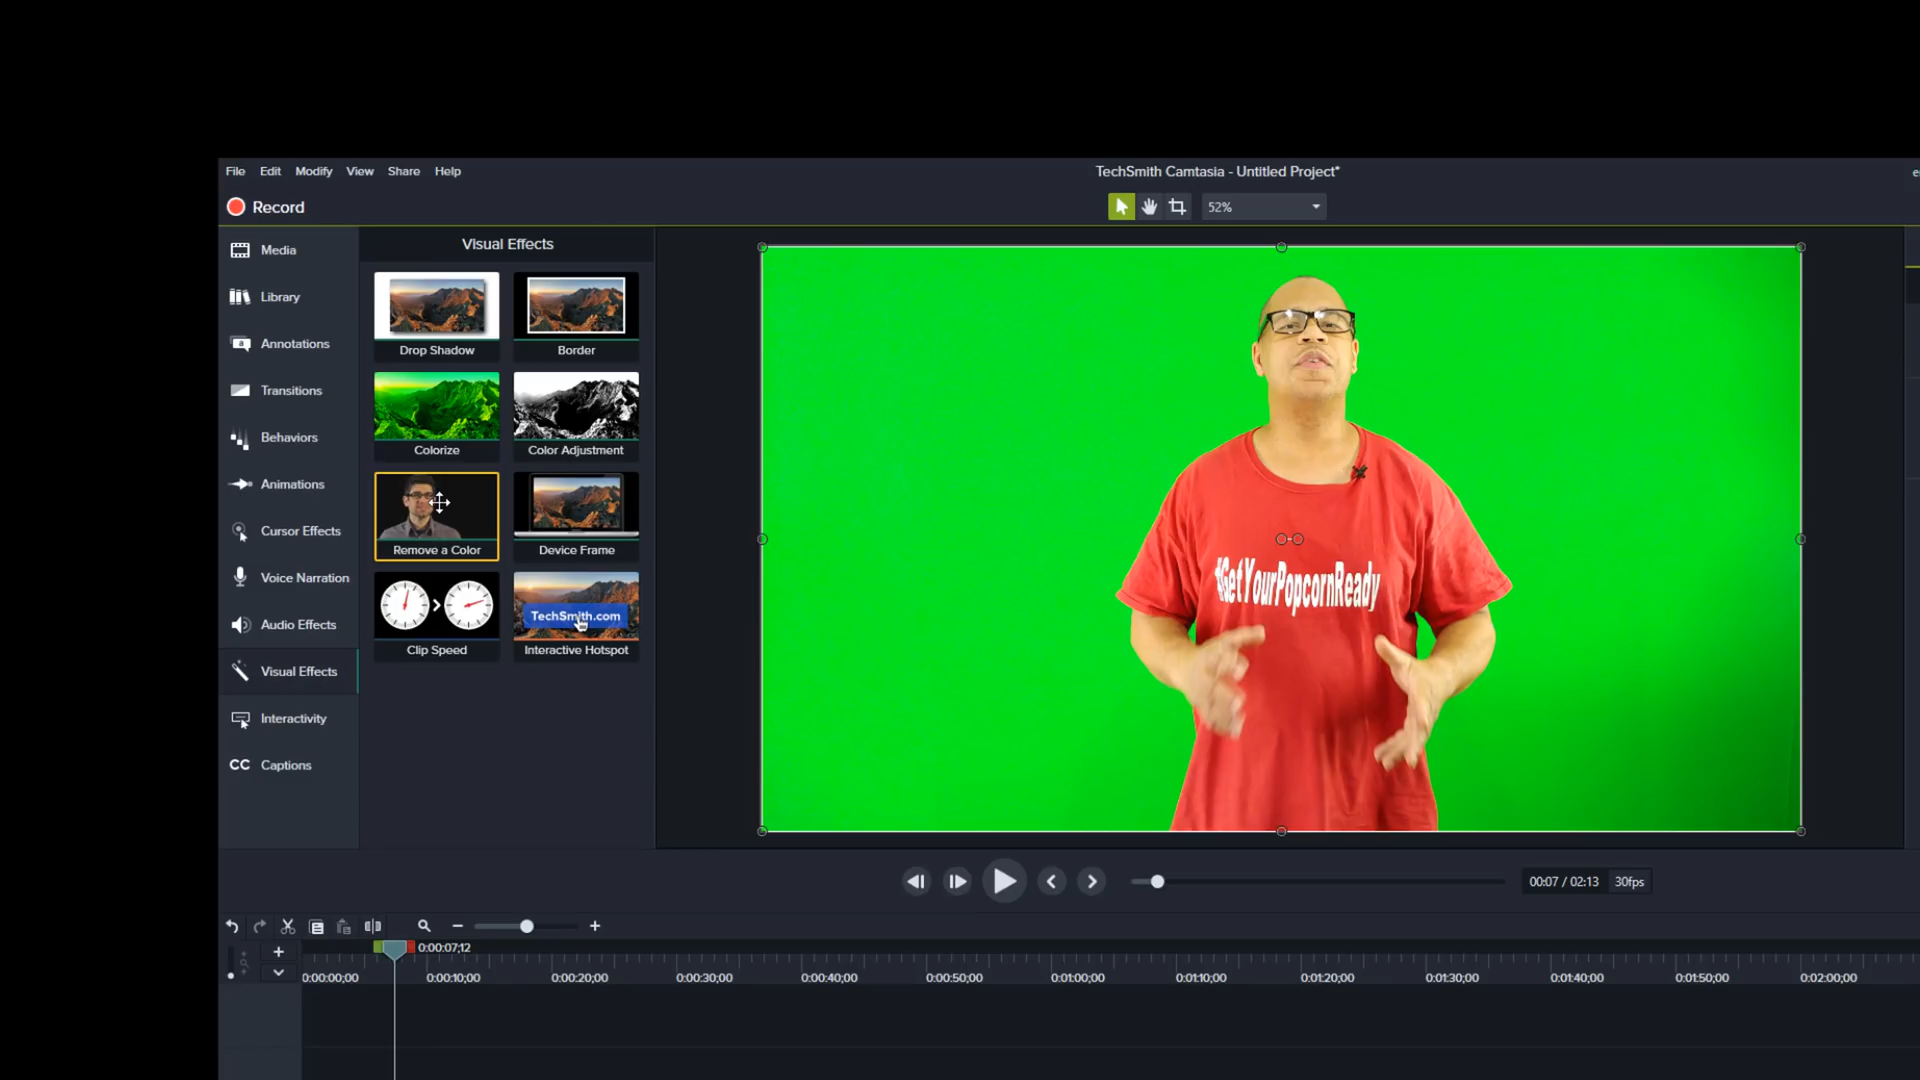 File Edit Modify View Share Help
TechSmith Camtasia - Untitled Project*
Record
52%
Media
Library
Annotations
Transitions
Behaviors
Animations
Cursor Effects
Voice Narration
Audio Effects
Visual Effects
Interactivity
CC Captions
Visual Effects
Drop Shadow
Border
Colorize
Color Adjustment
Remove a Color
Device Frame
Clip Speed
TechSmith.com
Interactive Hotspot
#GetYourPopcornReady
00:07 / 02:13 30fps
0:00:07;12
0:00:00;00 0:00:10;00 0:00:20;00 0:00:30;00 0:00:40;00 0:00:50;00 0:01:00;00 0:01:10;00 0:01:20;00 0:01:30;00 0:01:40;00 0:01:50;00 0:02:00;00